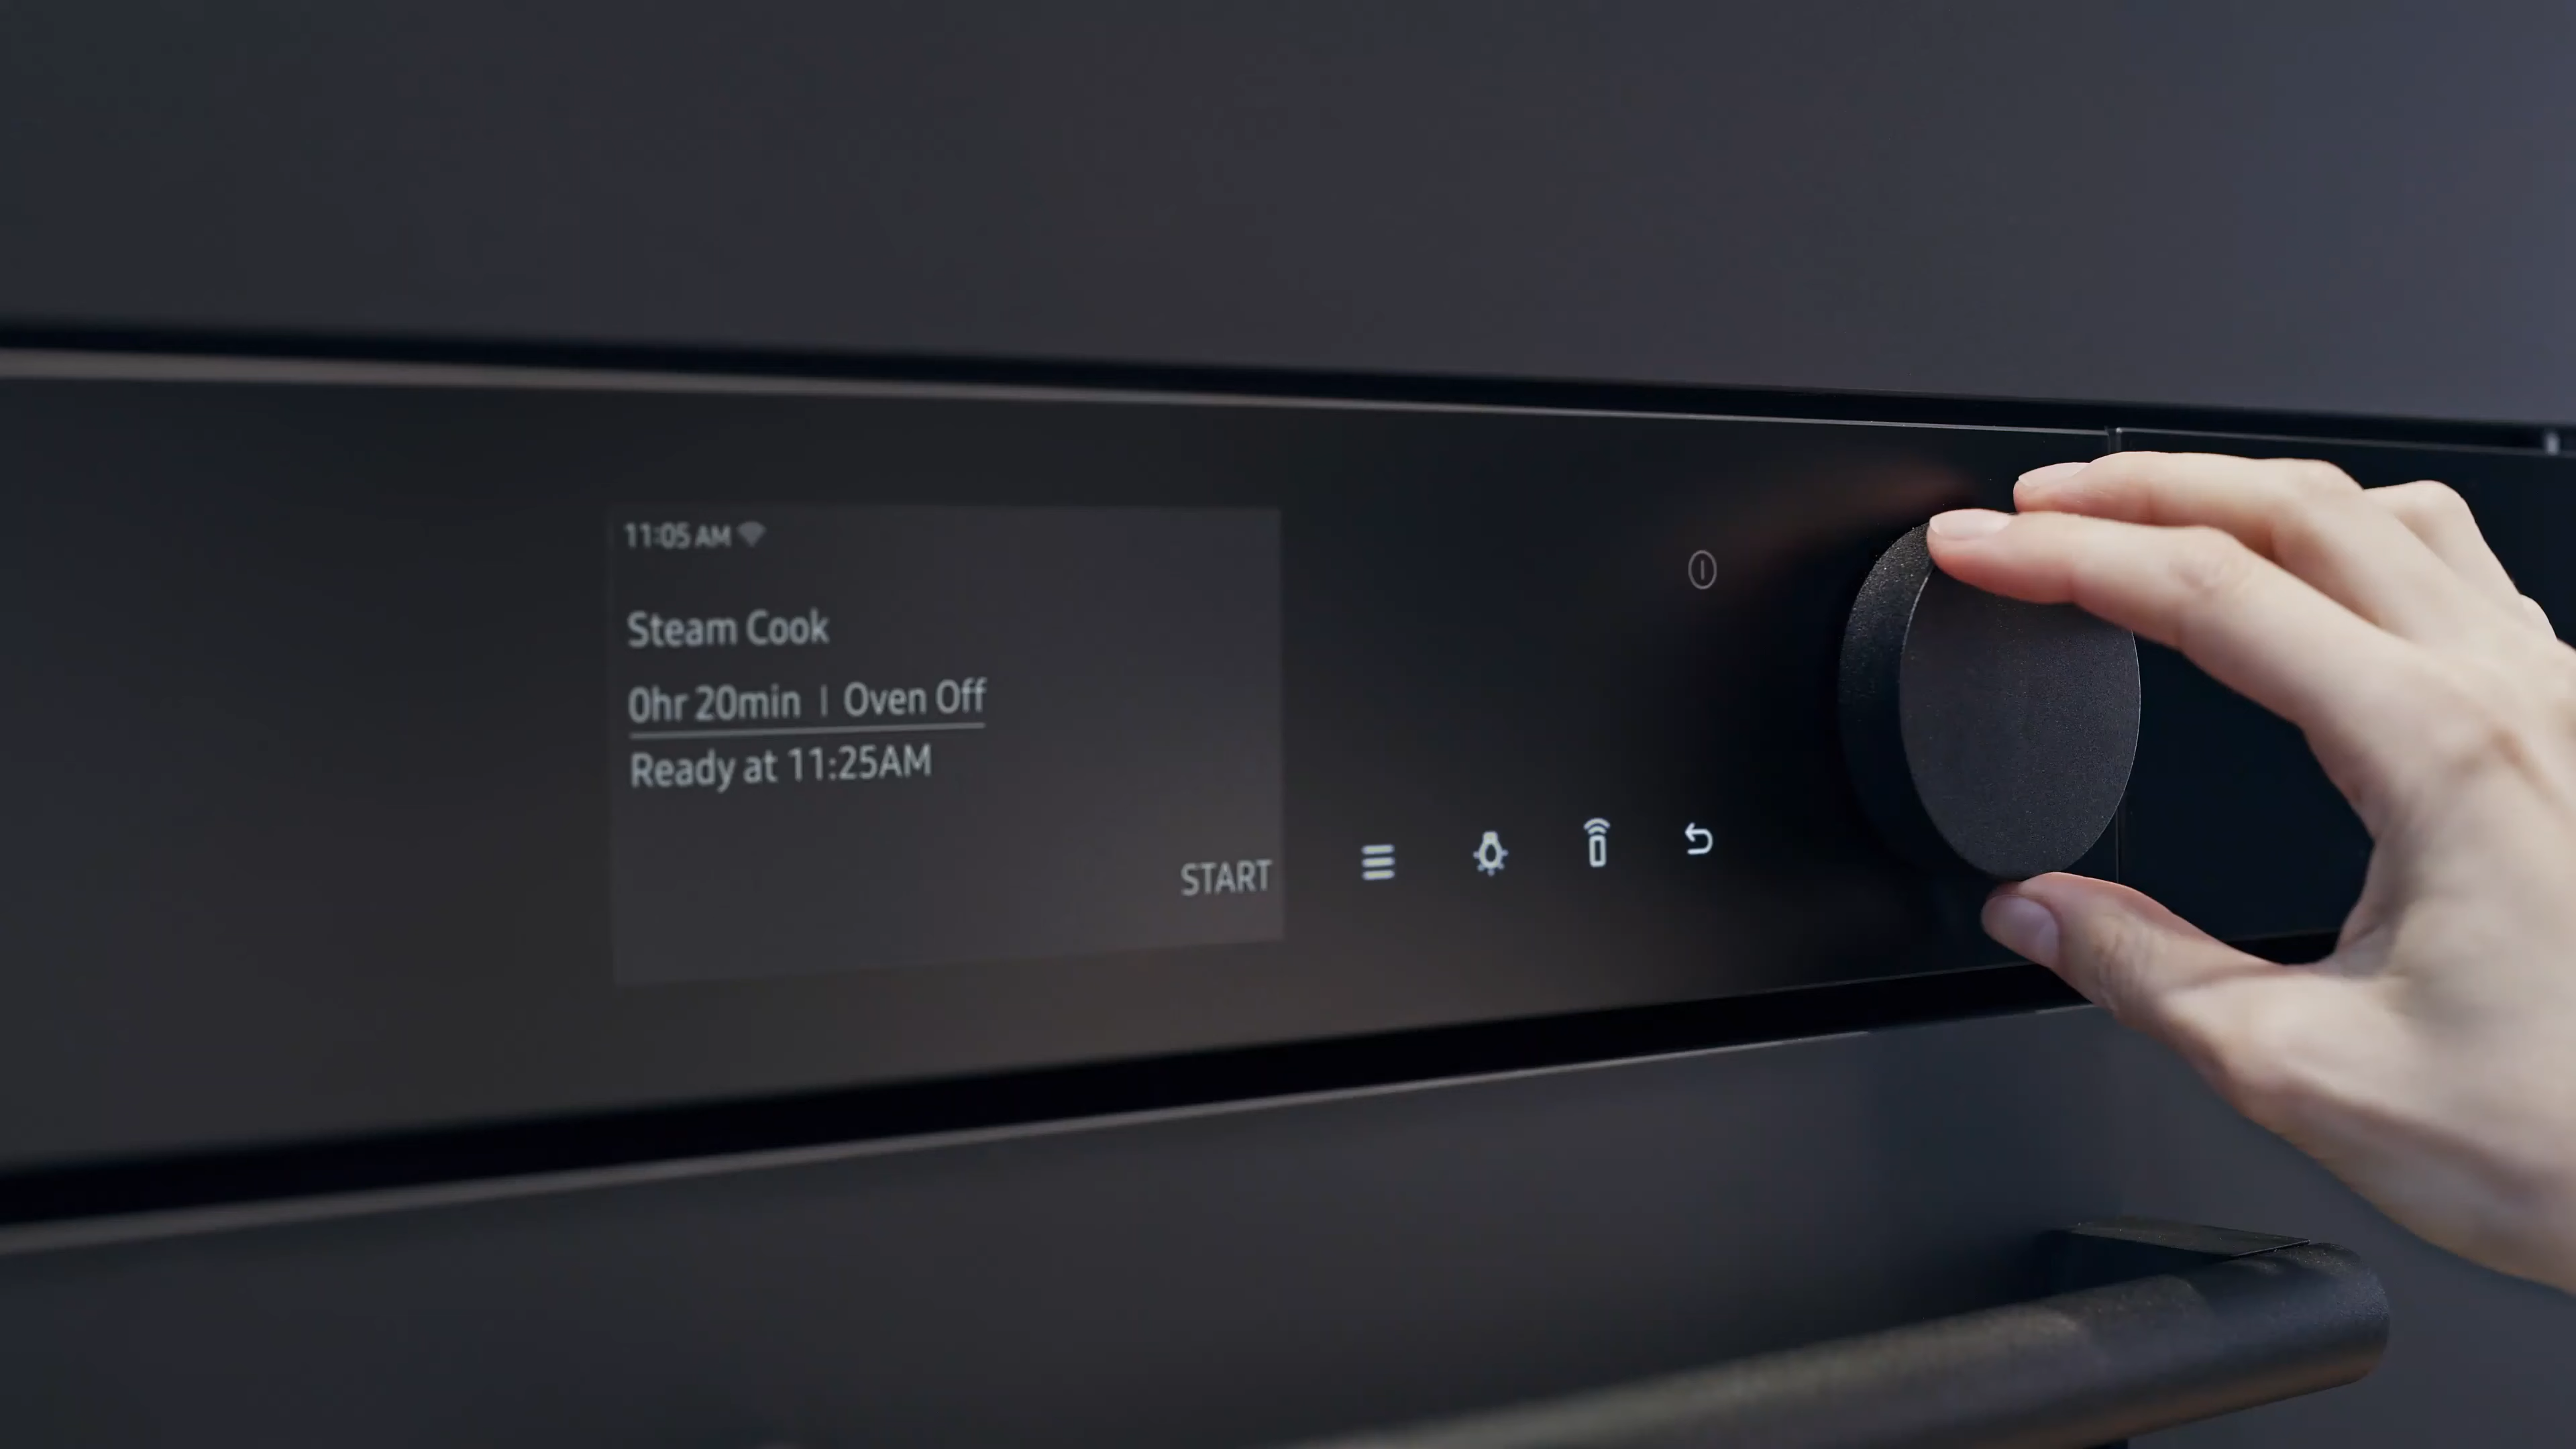 11:05 AM
Steam Cook
0hr 20min | Oven Off
Ready at 11:25AM
START